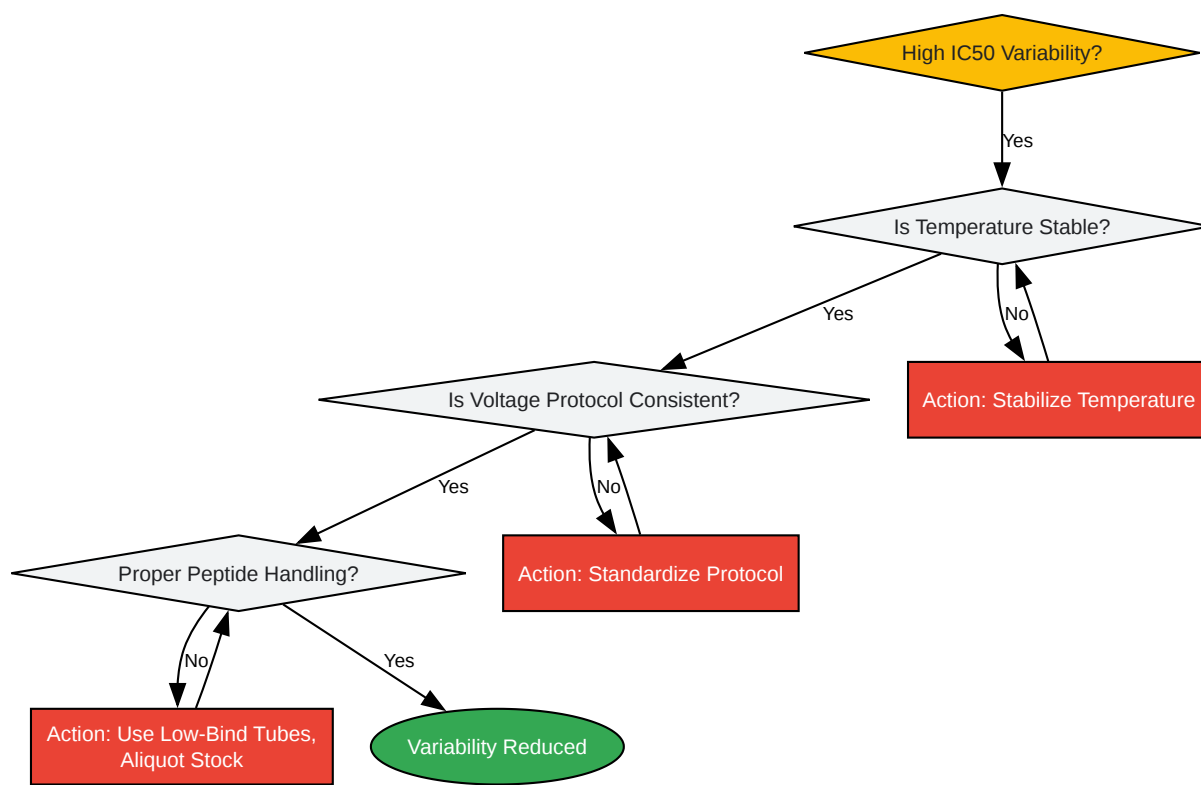 High IC50 Variability?
Yes
Is Temperature Stable?
Yes
No
Is Voltage Protocol Consistent?
Action: Stabilize Temperature
Yes
No
Proper Peptide Handling?
Action: Standardize Protocol
No
Yes
Action: Use Low-Bind Tubes,
Aliquot Stock
Variability Reduced